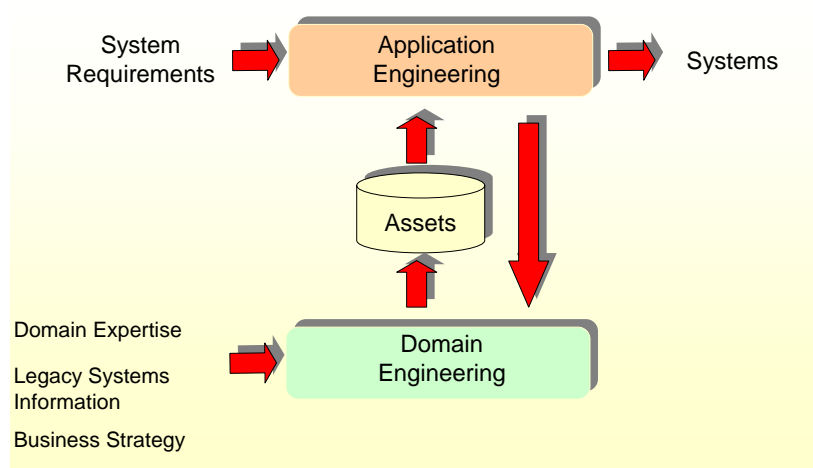 System
Requirements
Application
Engineering
Systems
Assets
Domain Expertise
Legacy Systems
Information
Business Strategy
Domain
Engineering